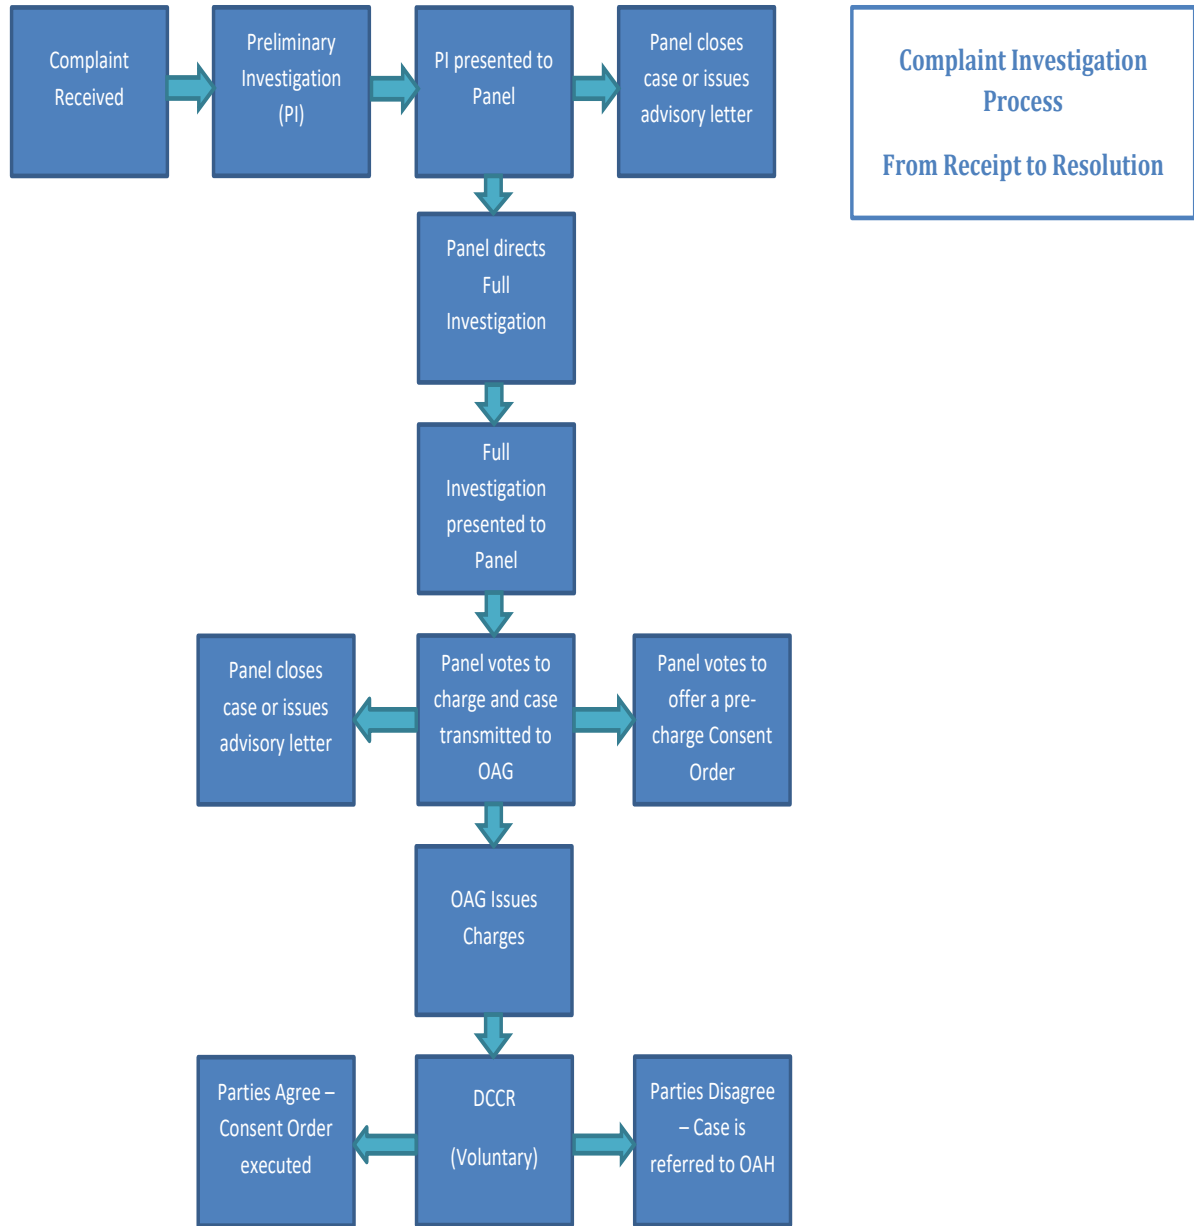 Complaint
Received
Preliminary
Investigation
(PI)
PI presented to
Panel
Panel closes
case or issues
advisory letter
Complaint Investigation
Process
From Receipt to Resolution
Panel directs
Full
Investigation
Full
Investigation
presented to
Panel
Panel closes
case or issues
advisory letter
Panel votes to
charge and case
transmitted to
OAG
Panel votes to
offer a pre-
charge Consent
Order
OAG Issues
Charges
Parties Agree –
Consent Order
executed
DCCR
(Voluntary)
Parties Disagree
– Case is
referred to OAH